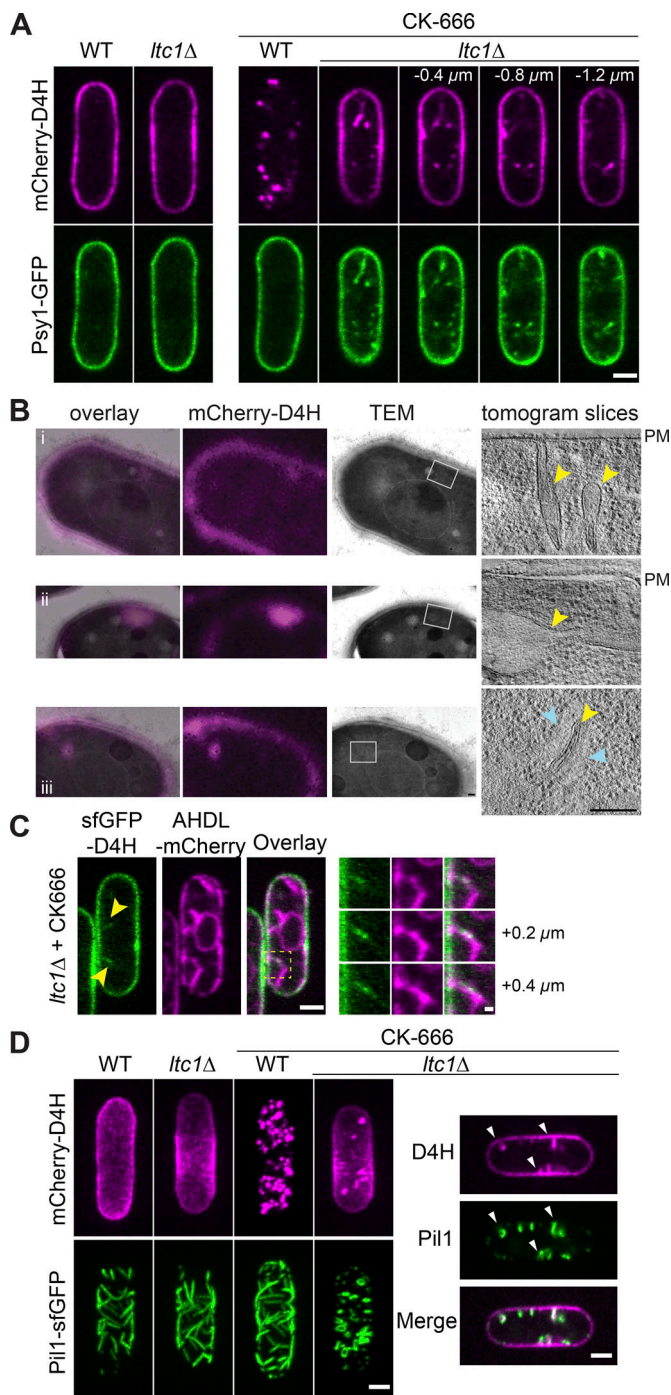 A
CK-666
WT
ltc1Δ
WT
ltc1Δ
-0.4 µm
-0.8 µm
-1.2 µm
mCherry-D4H
Psy1-GFP
B
overlay
mCherry-D4H
TEM
tomogram slices
i
PM
ii
PM
iii
C
sfGFP
-D4H
AHDL
-mCherry
Overlay
ltc1Δ + CK666
+0.2 µm
+0.4 µm
D
CK-666
WT
ltc1Δ
WT
ltc1Δ
mCherry-D4H
Pil1-sfGFP
D4H
Pil1
Merge